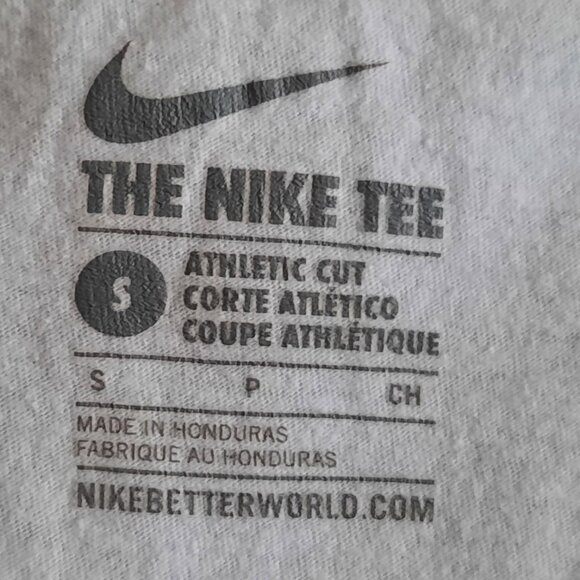 THE NIKE TEE
S
ATHLETIC CUT
CORTE ATLÉTICO
COUPE ATHLÉTIQUE
S P CH
MADE IN HONDURAS
FABRIQUE AU HONDURAS
NIKEBETTERWORLD.COM